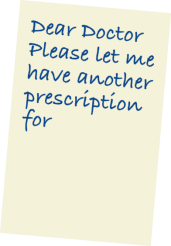 Dear Doctor
Please let me
have another
prescription
for